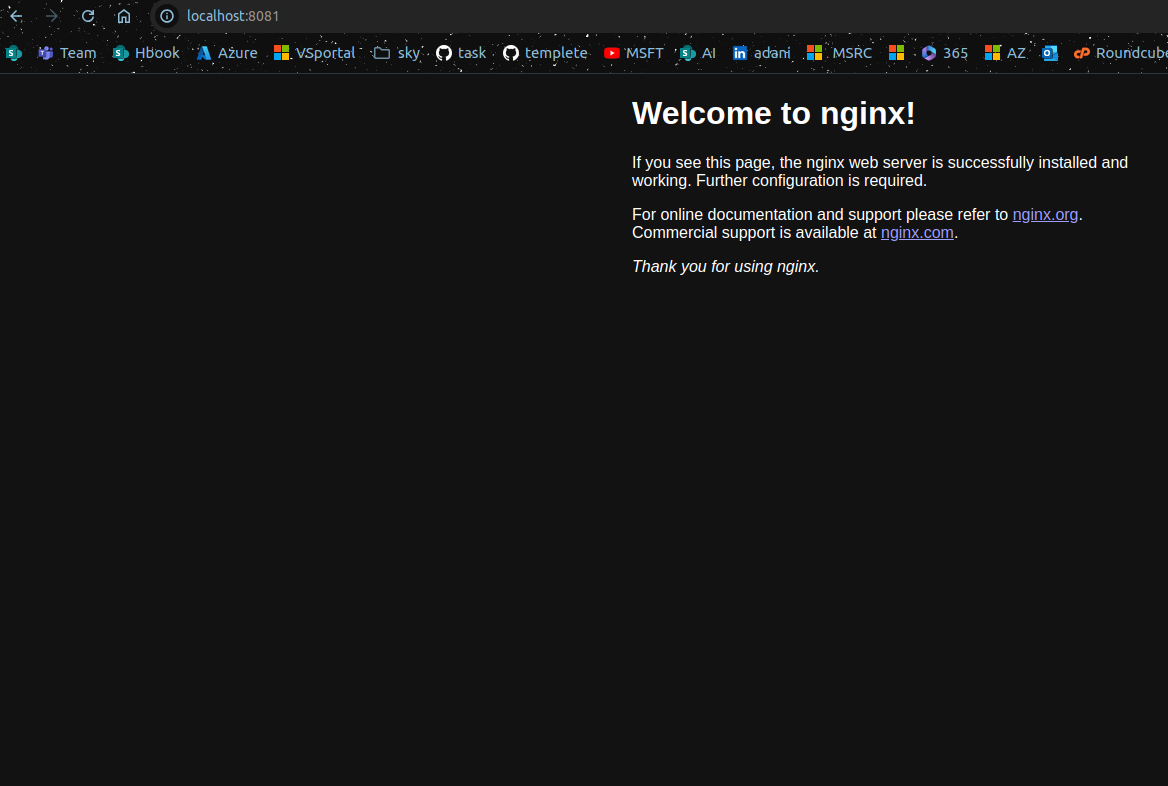 localhost:8081
Team Hbook Azure VSportal sky task templete MSFT AI adani MSRC 365 AZ Roundcube
Welcome to nginx!
If you see this page, the nginx web server is successfully installed and
working. Further configuration is required.
For online documentation and support please refer to nginx.org.
Commercial support is available at nginx.com.
Thank you for using nginx.